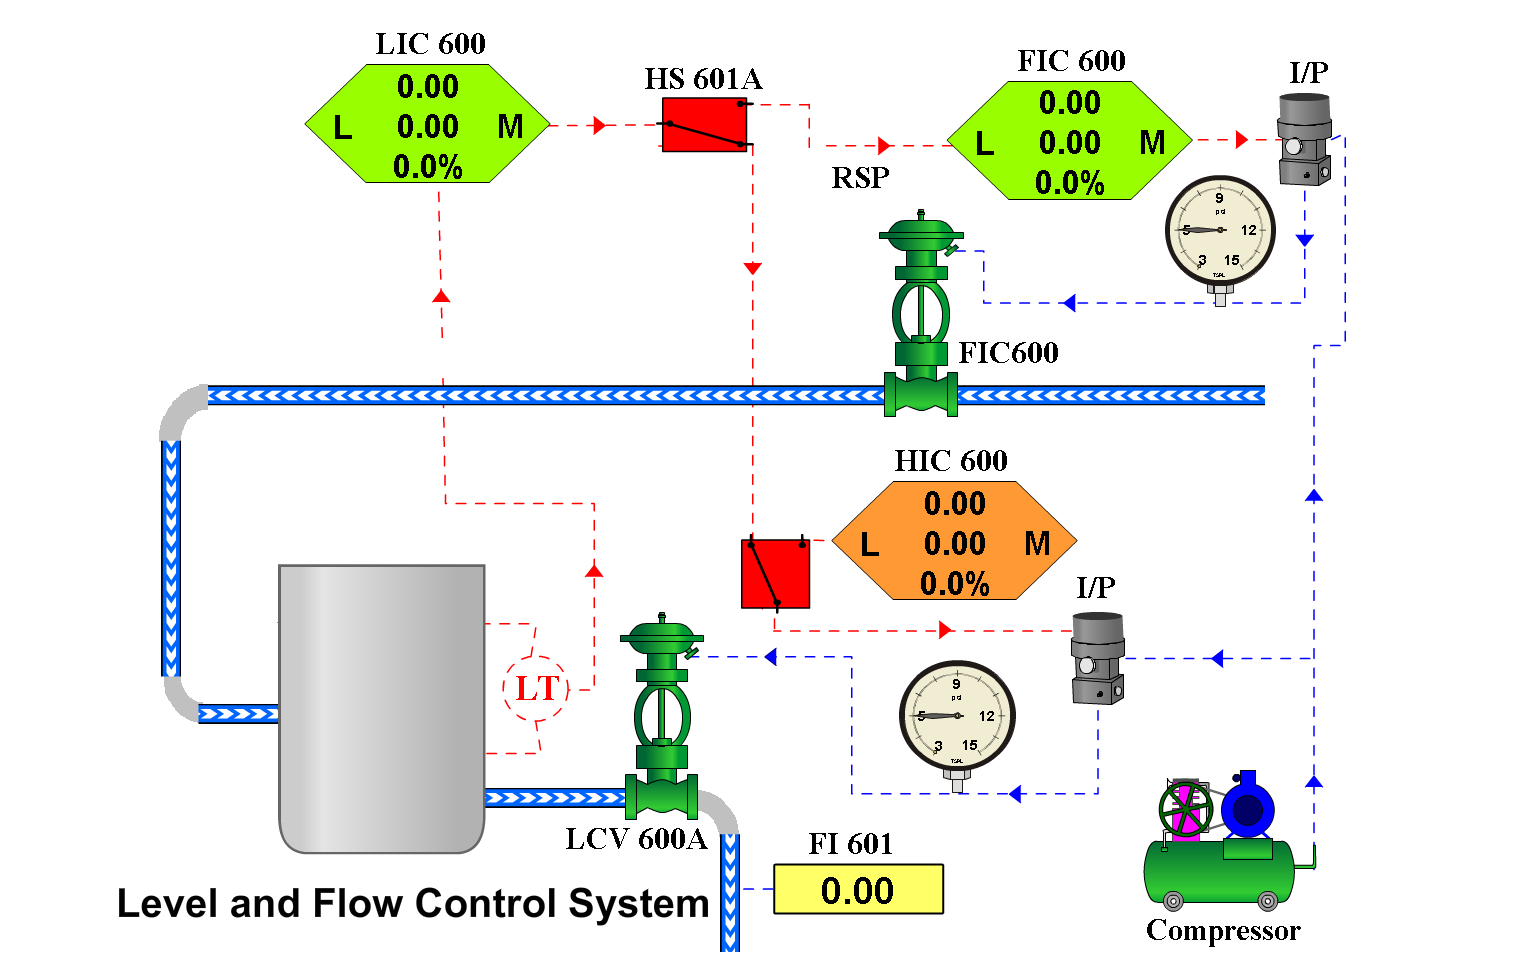 LIC 600
0.00
L 0.00 M
0.0%
HS 601A
RSP
FIC 600
0.00
L 0.00 M
0.0%
I/P
9
psi
5 12
3 15
TSPL
FIC600
HIC 600
0.00
L 0.00 M
0.0%
I/P
LT
9
psi
5 12
3 15
TSPL
LCV 600A
FI 601
0.00
Level and Flow Control System
Compressor